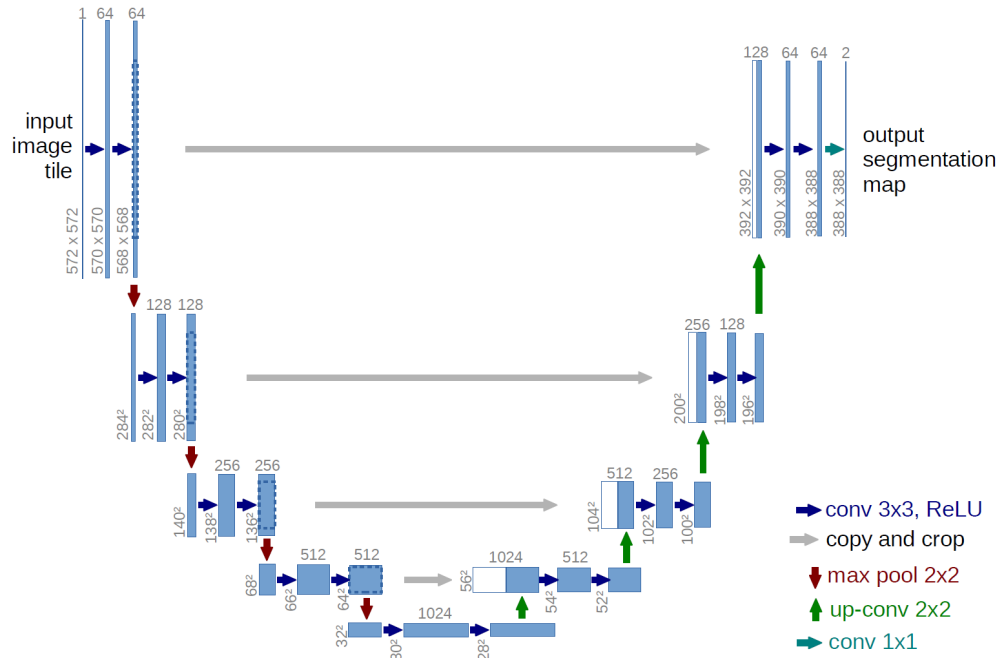 1 64 64
128 64 64 2
input
image
tile
output
segmentation
map
572 x 572
570 x 570
568 x 568
392 x 392
390 x 390
388 x 388
388 x 388
128 128
256 128
284²
282²
280²
200²
198²
196²
256 256
512 256
140²
138²
136²
104²
102²
100²
512 512
1024 512
68²
66²
64²
56²
54²
52²
1024
32²
30²
28²
conv 3x3, ReLU
copy and crop
max pool 2x2
up-conv 2x2
conv 1x1